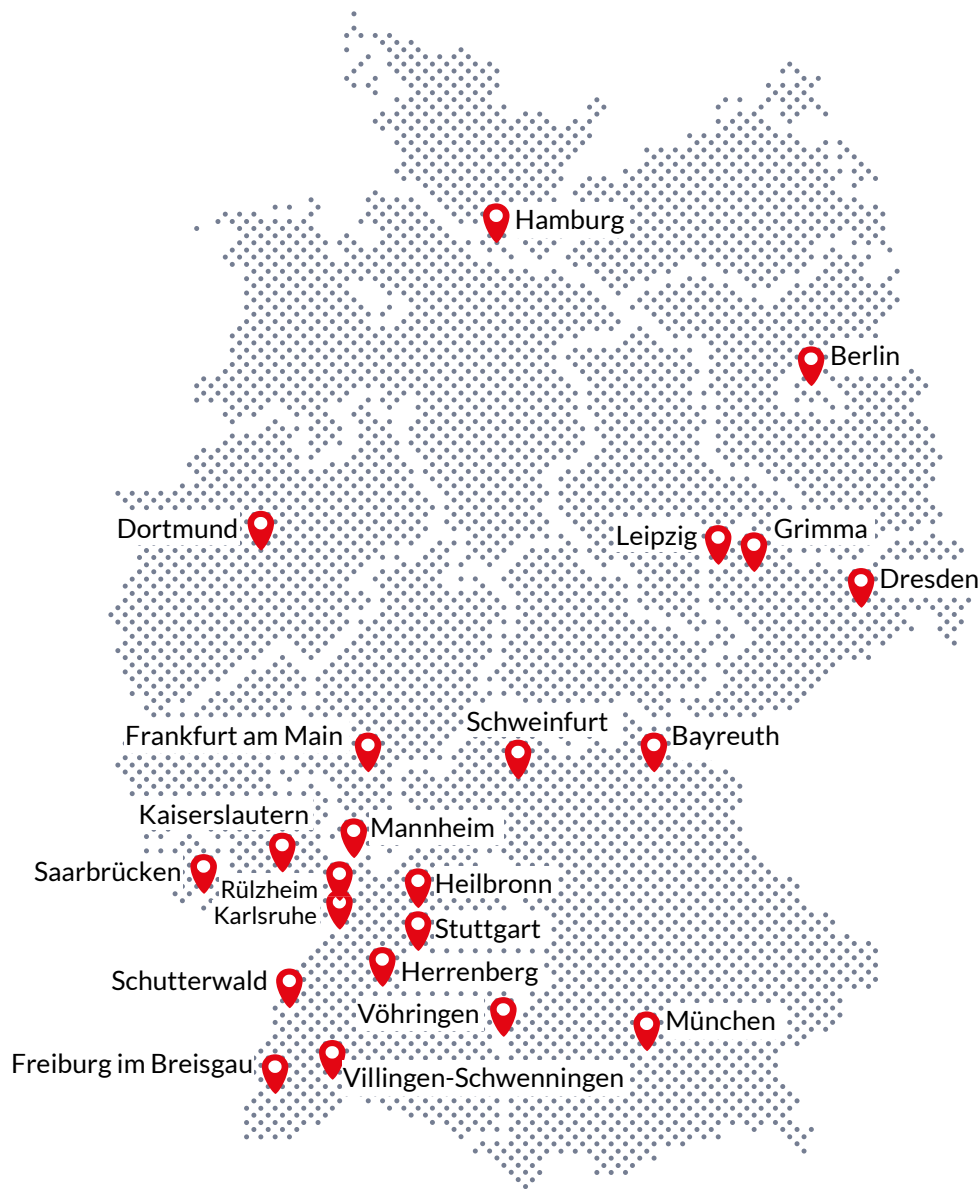 Hamburg
Berlin
Dortmund
Leipzig
Grimma
Dresden
Schweinfurt
Frankfurt am Main
Bayreuth
Kaiserslautern
Mannheim
Saarbrücken
Rülzheim
Heilbronn
Karlsruhe
Stuttgart
Herrenberg
Schutterwald
Vöhringen
München
Freiburg im Breisgau
Villingen-Schwenningen